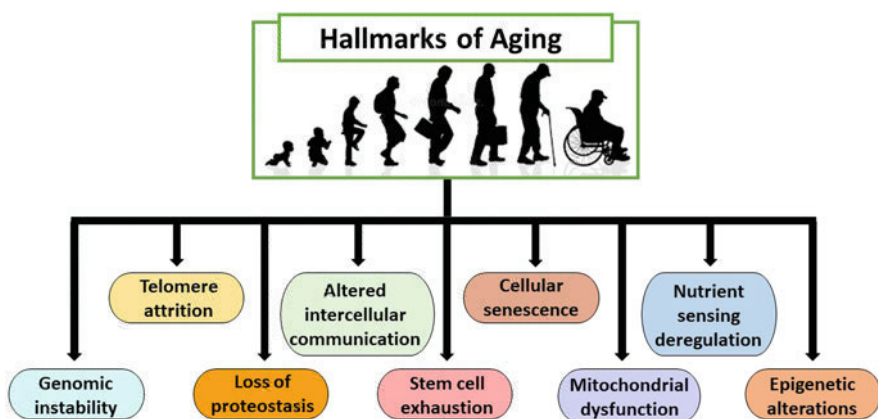 Hallmarks of Aging
Telomere
attrition
Altered
intercellular
communication
Cellular
senescence
Nutrient
sensing
deregulation
Genomic
instability
Loss of
proteostasis
Stem cell
exhaustion
Mitochondrial
dysfunction
Epigenetic
alterations